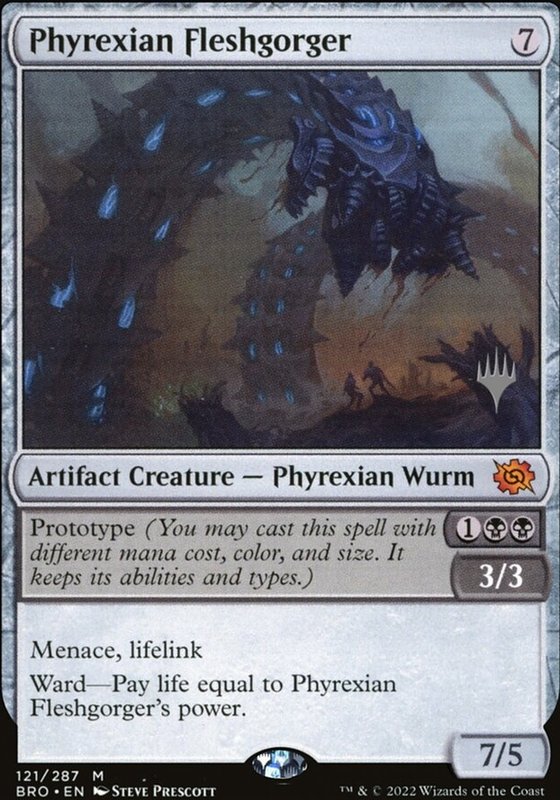 Phyrexian Fleshgorger 7
Artifact Creature — Phyrexian Wurm
Prototype (You may cast this spell with 1
different mana cost, color, and size. It
keeps its abilities and types.) 3/3
Menace, lifelink
Ward—Pay life equal to Phyrexian
Fleshgorger's power.
7/5
121/287 M
BRO • EN Steve Prescott ™ & © 2022 Wizards of the Coast